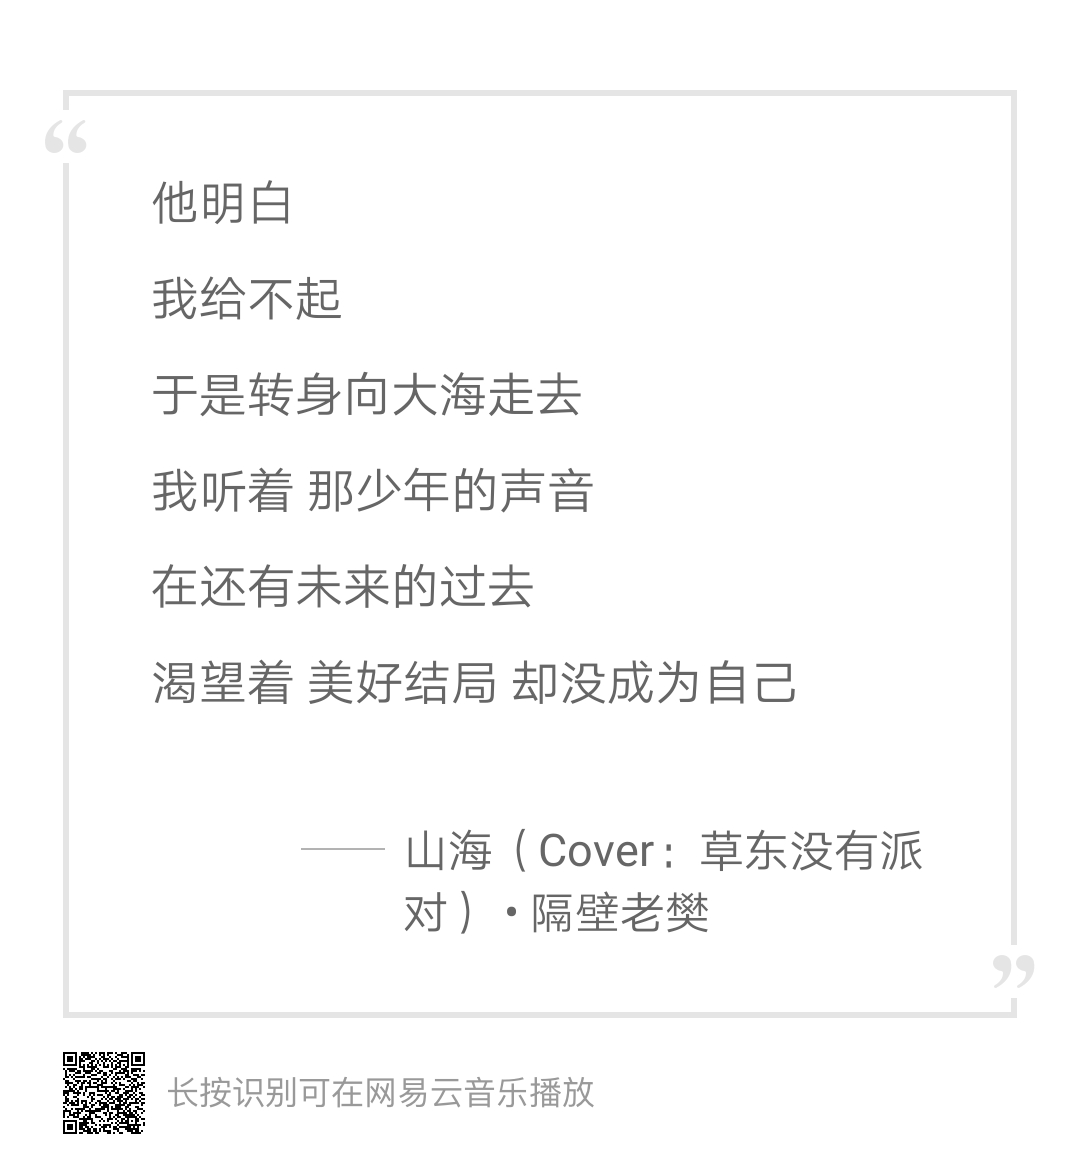 “
他明白
我给不起
于是转身向大海走去
我听着 那少年的声音
在还有未来的过去
渴望着 美好结局 却没成为自己
—— 山海（Cover：草东没有派
对）·隔壁老樊
”
长按识别可在网易云音乐播放